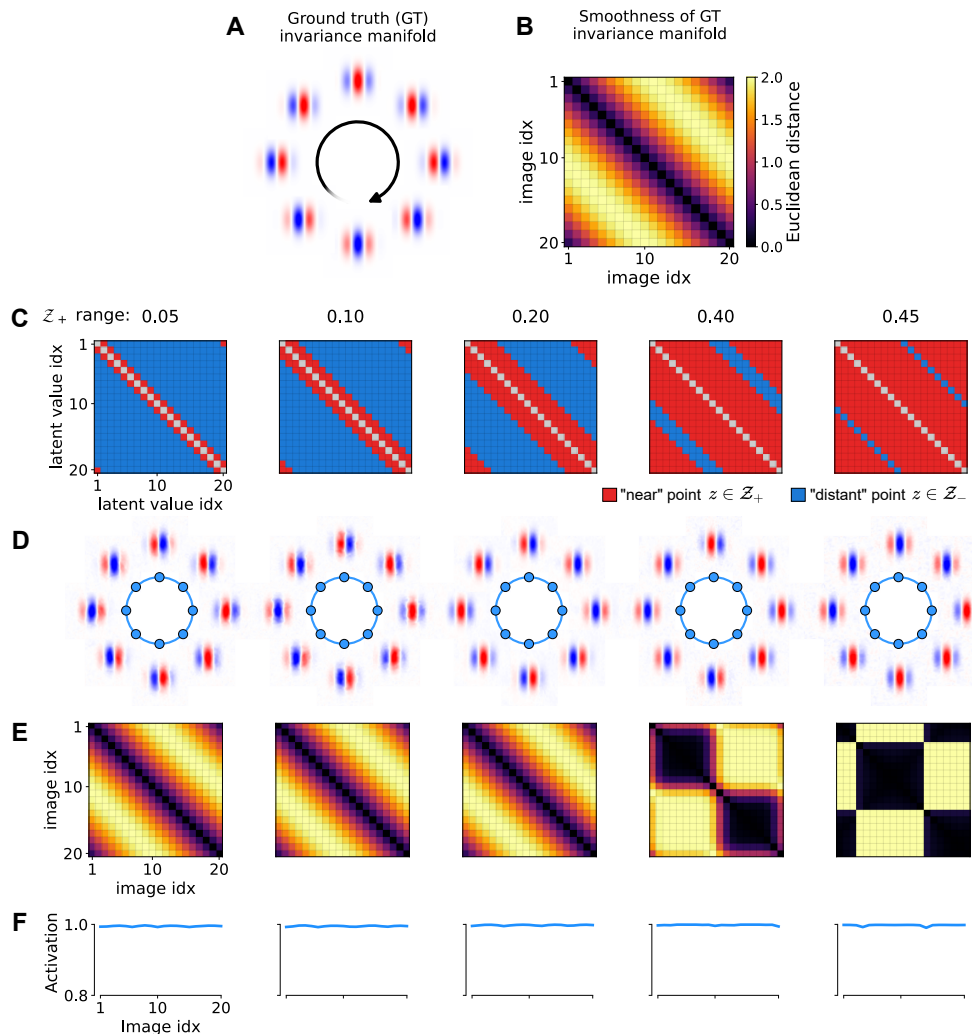 A
Ground truth (GT)
invariance manifold
B
Smoothness of GT
invariance manifold
image idx
1
10
20
1
10
20
image idx
2.0
1.5
1.0
0.5
0.0
Euclidean distance
C
𝒵₊ range: 0.05 0.10 0.20 0.40 0.45
latent value idx
1
10
20
1 10 20
latent value idx
"near" point z ∈ 𝒵₊ "distant" point z ∈ 𝒵₋
D
E
image idx
1
10
20
1 10 20
image idx
F
Activation
1.0
0.8
1 10 20
Image idx